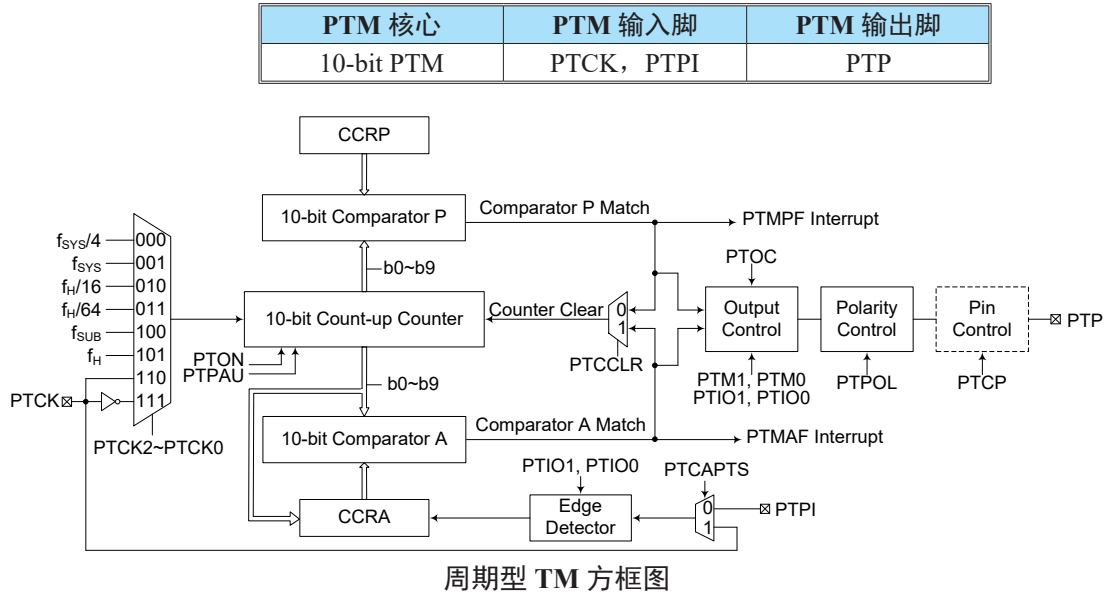 PTM 核心 PTM 输入脚 PTM 输出脚
10-bit PTM PTCK，PTPI PTP
CCRP
10-bit Comparator P
Comparator P Match
PTMPF Interrupt
b0~b9
fSYS/4 000
fSYS 001
fH/16 010
fH/64 011
fSUB 100
fH 101
110
111
PTCK
PTCK2~PTCK0
10-bit Count-up Counter
PTON
PTPAU
Counter Clear
0
1
PTCCLR
PTOC
Output
Control
PTM1, PTM0
PTIO1, PTIO0
Polarity
Control
PTPOL
Pin
Control
PTCP
PTP
b0~b9
10-bit Comparator A
Comparator A Match
PTMAF Interrupt
CCRA
PTIO1, PTIO0
Edge
Detector
PTCAPTS
0
1
PTPI
周期型 TM 方框图